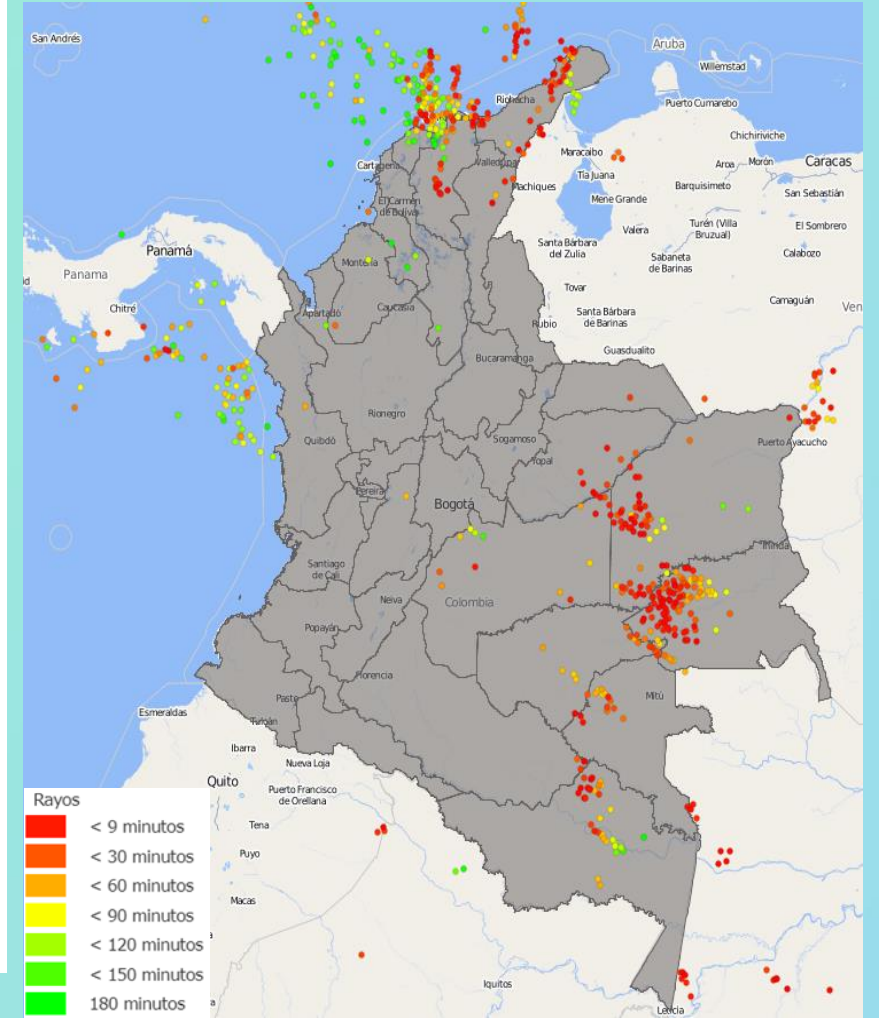 San Andrés
Aruba
Willemstad
Riohacha
Puerto Cumarebo
Chichiriviche
Maracaibo
Caracas
Cartagena
Valledupar
Aroa
Morón
Tía Juana
Machiques
Barquisimeto
San Sebastián
El Carmen
de Bolívar
Mene Grande
Turén (Villa
Bruzual)
El Sombrero
Valera
Panamá
Santa Bárbara
del Zulia
Sabaneta
de Barinas
Calabozo
Montería
Panama
Tovar
Camaguán
Chitré
Apartadó
Caucasia
Ven
Santa Bárbara
de Barinas
Rubio
Guasdualito
Bucaramanga
Rionegro
Quibdó
Sogamoso
Puerto Ayacucho
Yopal
Pereira
Bogotá
Inírida
Santiago
de Cali
Neiva
Colombia
Popayán
Florencia
Mitú
Pasto
Esmeraldas
Tulcán
Ibarra
Nueva Loja
Quito
Puerto Francisco
de Orellana
Tena
Puyo
Macas
Iquitos
Leticia
Rayos
< 9 minutos
< 30 minutos
< 60 minutos
< 90 minutos
< 120 minutos
< 150 minutos
180 minutos